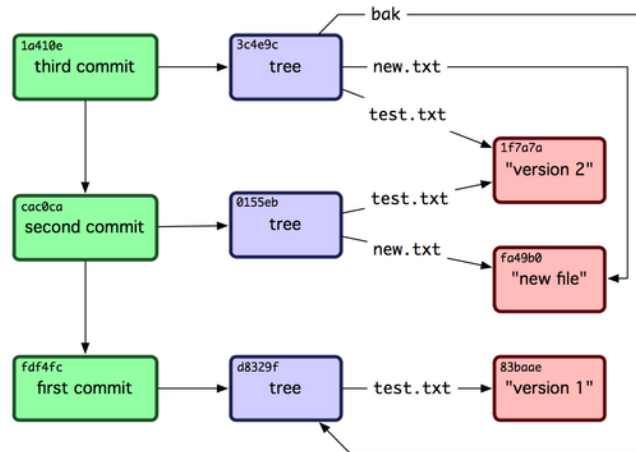 bak
1a410e
third commit
3c4e9c
tree
new.txt
test.txt
1f7a7a
"version 2"
cac0ca
second commit
0155eb
tree
test.txt
new.txt
fa49b0
"new file"
fdf4fc
first commit
d8329f
tree
test.txt
83baae
"version 1"